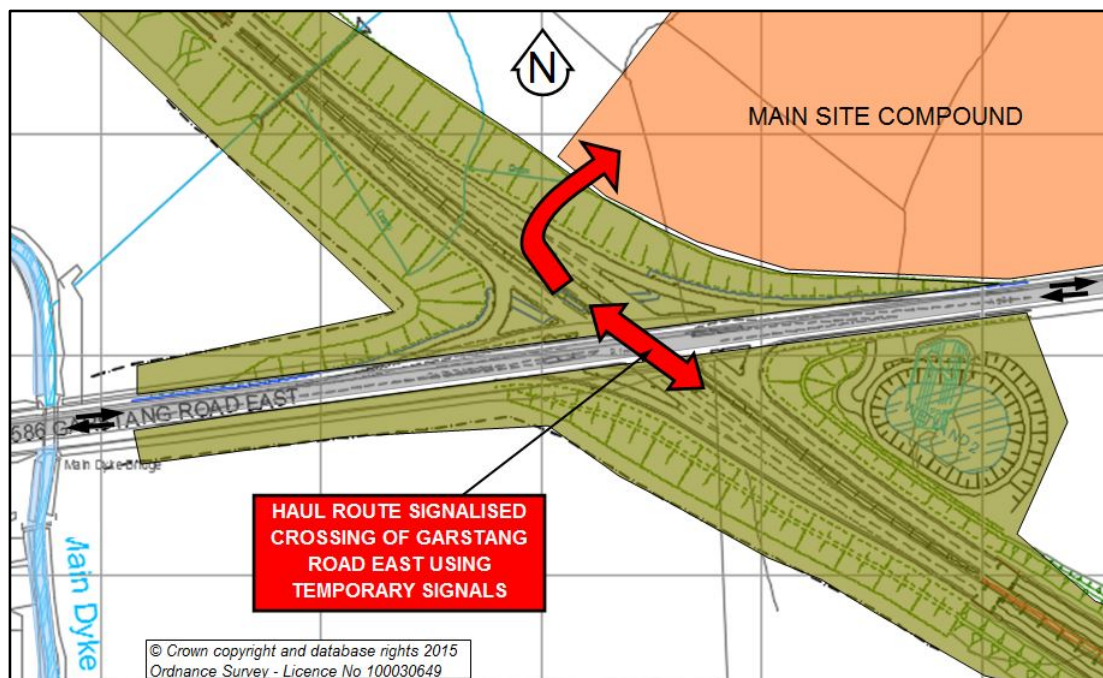 N
MAIN SITE COMPOUND
586 GARSTANG ROAD EAST
Main Dyke Bridge
Main Dyke
HAUL ROUTE SIGNALISED
CROSSING OF GARSTANG
ROAD EAST USING
TEMPORARY SIGNALS
© Crown copyright and database rights 2015
Ordnance Survey - Licence No 100030649